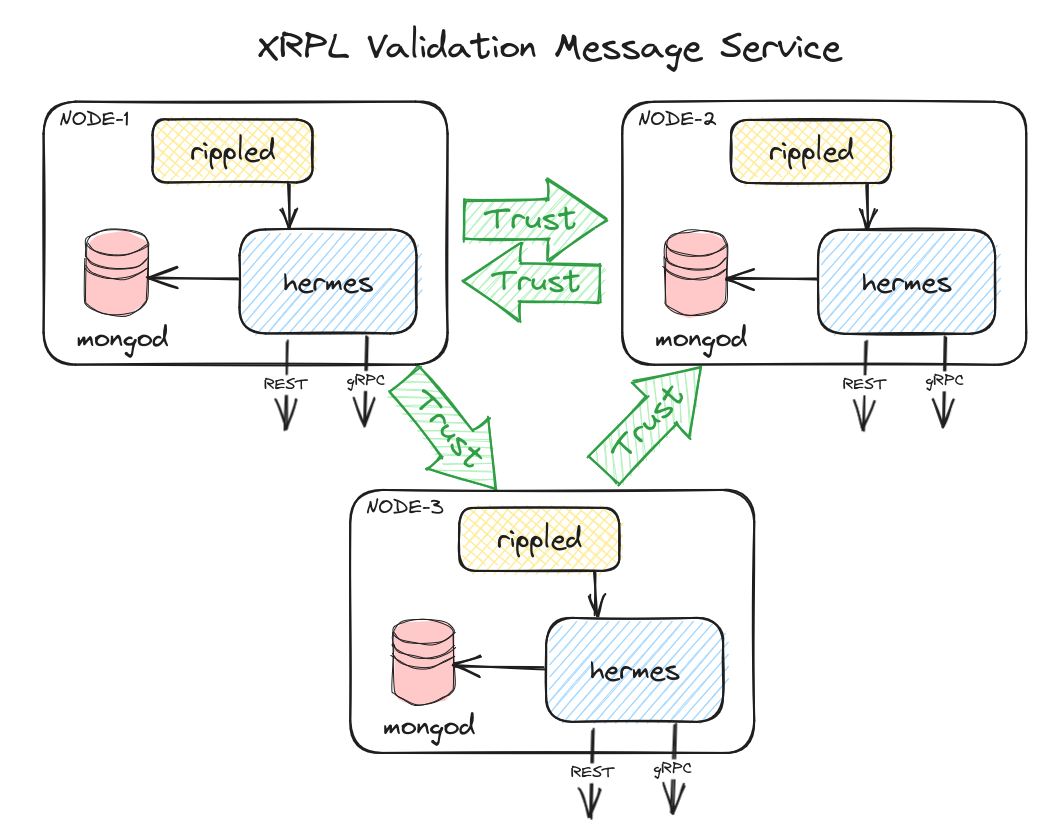 XRPL Validation Message Service
NODE-1
rippled
hermes
mongod
REST
gRPC
Trust
Trust
NODE-2
rippled
hermes
mongod
REST
gRPC
Trust
Trust
NODE-3
rippled
hermes
mongod
REST
gRPC